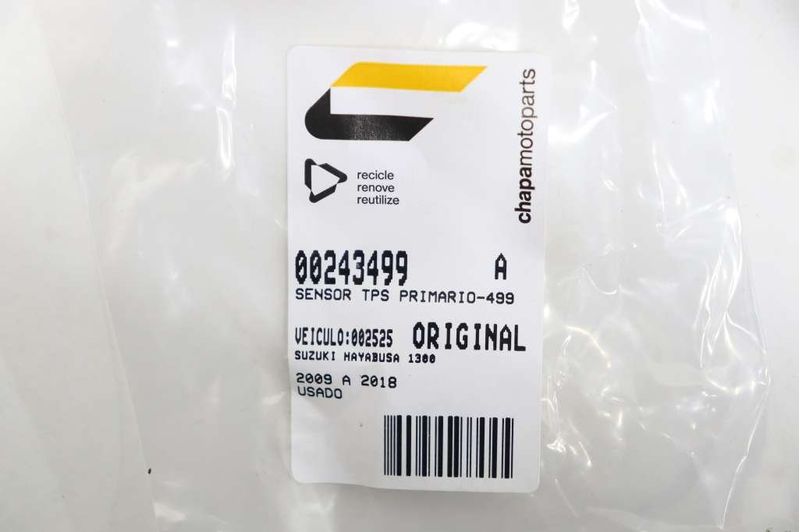 chapamotoparts
recicle
renove
reutilize
00243499 A
SENSOR TPS PRIMARIO-499
VEICULO:002525 ORIGINAL
SUZUKI HAYABUSA 1300
2009 A 2018
USADO